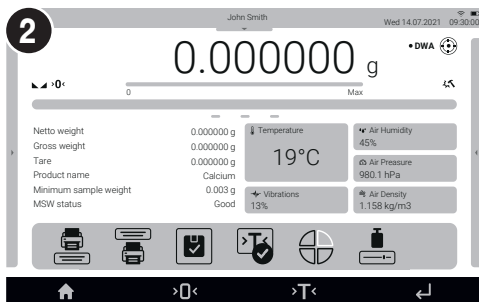 2
John Smith
Wed 14.07.2021 09:30:00
0.000000 g
• DWA
>0<
0 Max
Netto weight 0.000000 g
Gross weight 0.000000 g
Tare 0.000000 g
Product name Calcium
Minimum sample weight 0.003 g
MSW status Good
Temperature
19°C
Vibrations
13%
Air Humidity
45%
Air Preasure
980.1 hPa
Air Density
1.158 kg/m3
>T<
>0< >T<